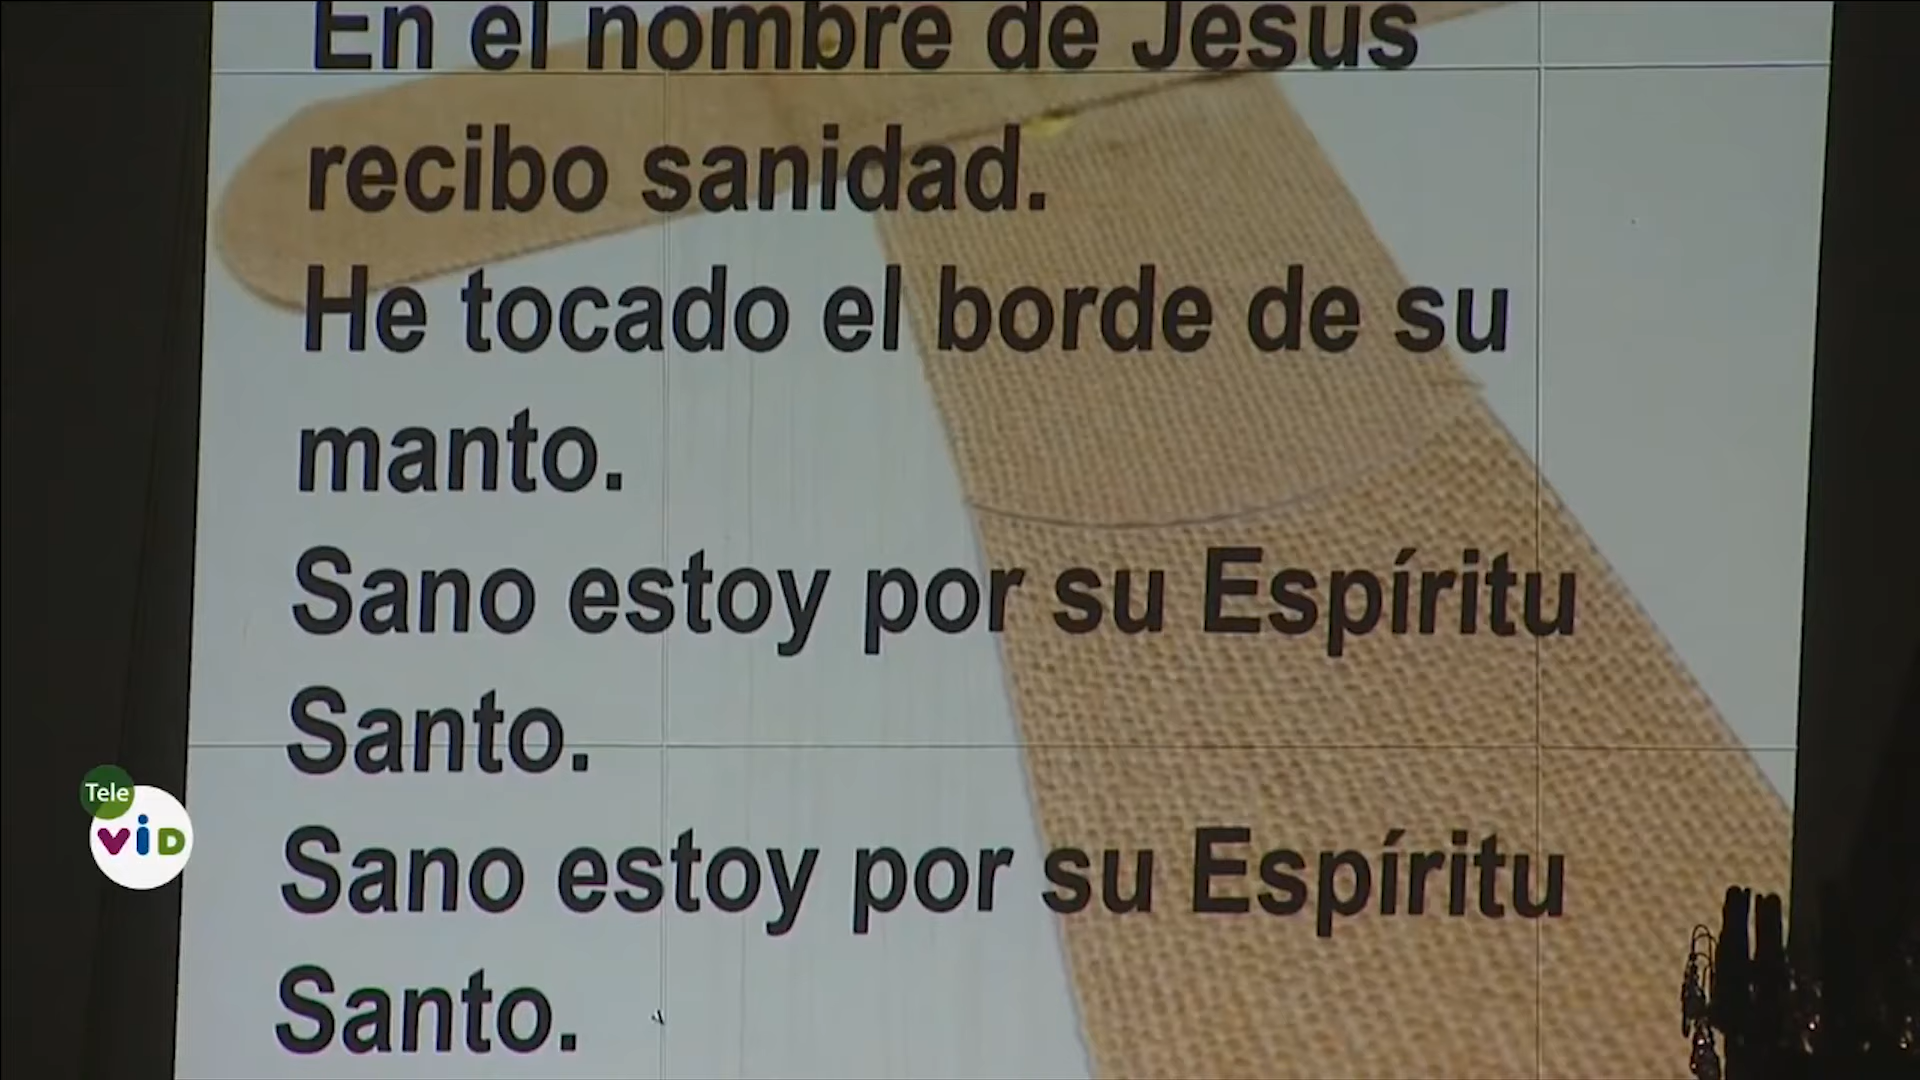 En el nombre de Jesús
recibo sanidad.
He tocado el borde de su
manto.
Sano estoy por su Espíritu
Santo.
Sano estoy por su Espíritu
Santo.
Tele
ViD